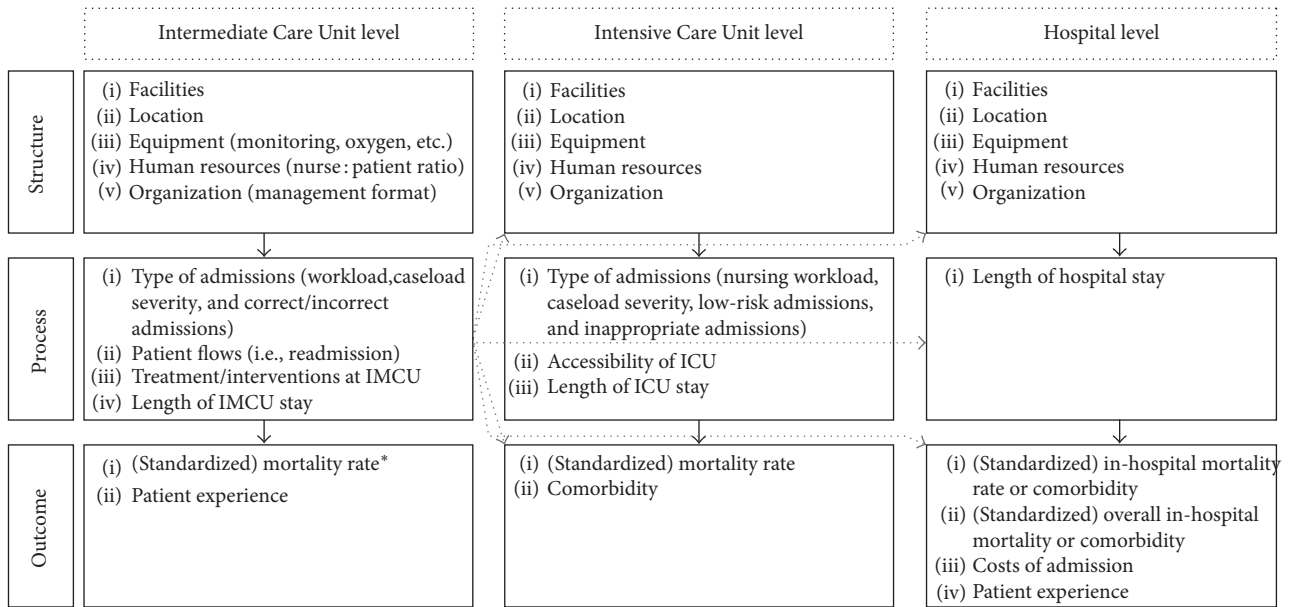 Intermediate Care Unit level
Intensive Care Unit level
Hospital level
Structure
(i) Facilities
(ii) Location
(iii) Equipment (monitoring, oxygen, etc.)
(iv) Human resources (nurse : patient ratio)
(v) Organization (management format)
(i) Facilities
(ii) Location
(iii) Equipment
(iv) Human resources
(v) Organization
(i) Facilities
(ii) Location
(iii) Equipment
(iv) Human resources
(v) Organization
Process
(i) Type of admissions (workload,caseload
severity, and correct/incorrect
admissions)
(ii) Patient flows (i.e., readmission)
(iii) Treatment/interventions at IMCU
(iv) Length of IMCU stay
(i) Type of admissions (nursing workload,
caseload severity, low-risk admissions,
and inappropriate admissions)
(ii) Accessibility of ICU
(iii) Length of ICU stay
(i) Length of hospital stay
Outcome
(i) (Standardized) mortality rate*
(ii) Patient experience
(i) (Standardized) mortality rate
(ii) Comorbidity
(i) (Standardized) in-hospital mortality
rate or comorbidity
(ii) (Standardized) overall in-hospital
mortality or comorbidity
(iii) Costs of admission
(iv) Patient experience